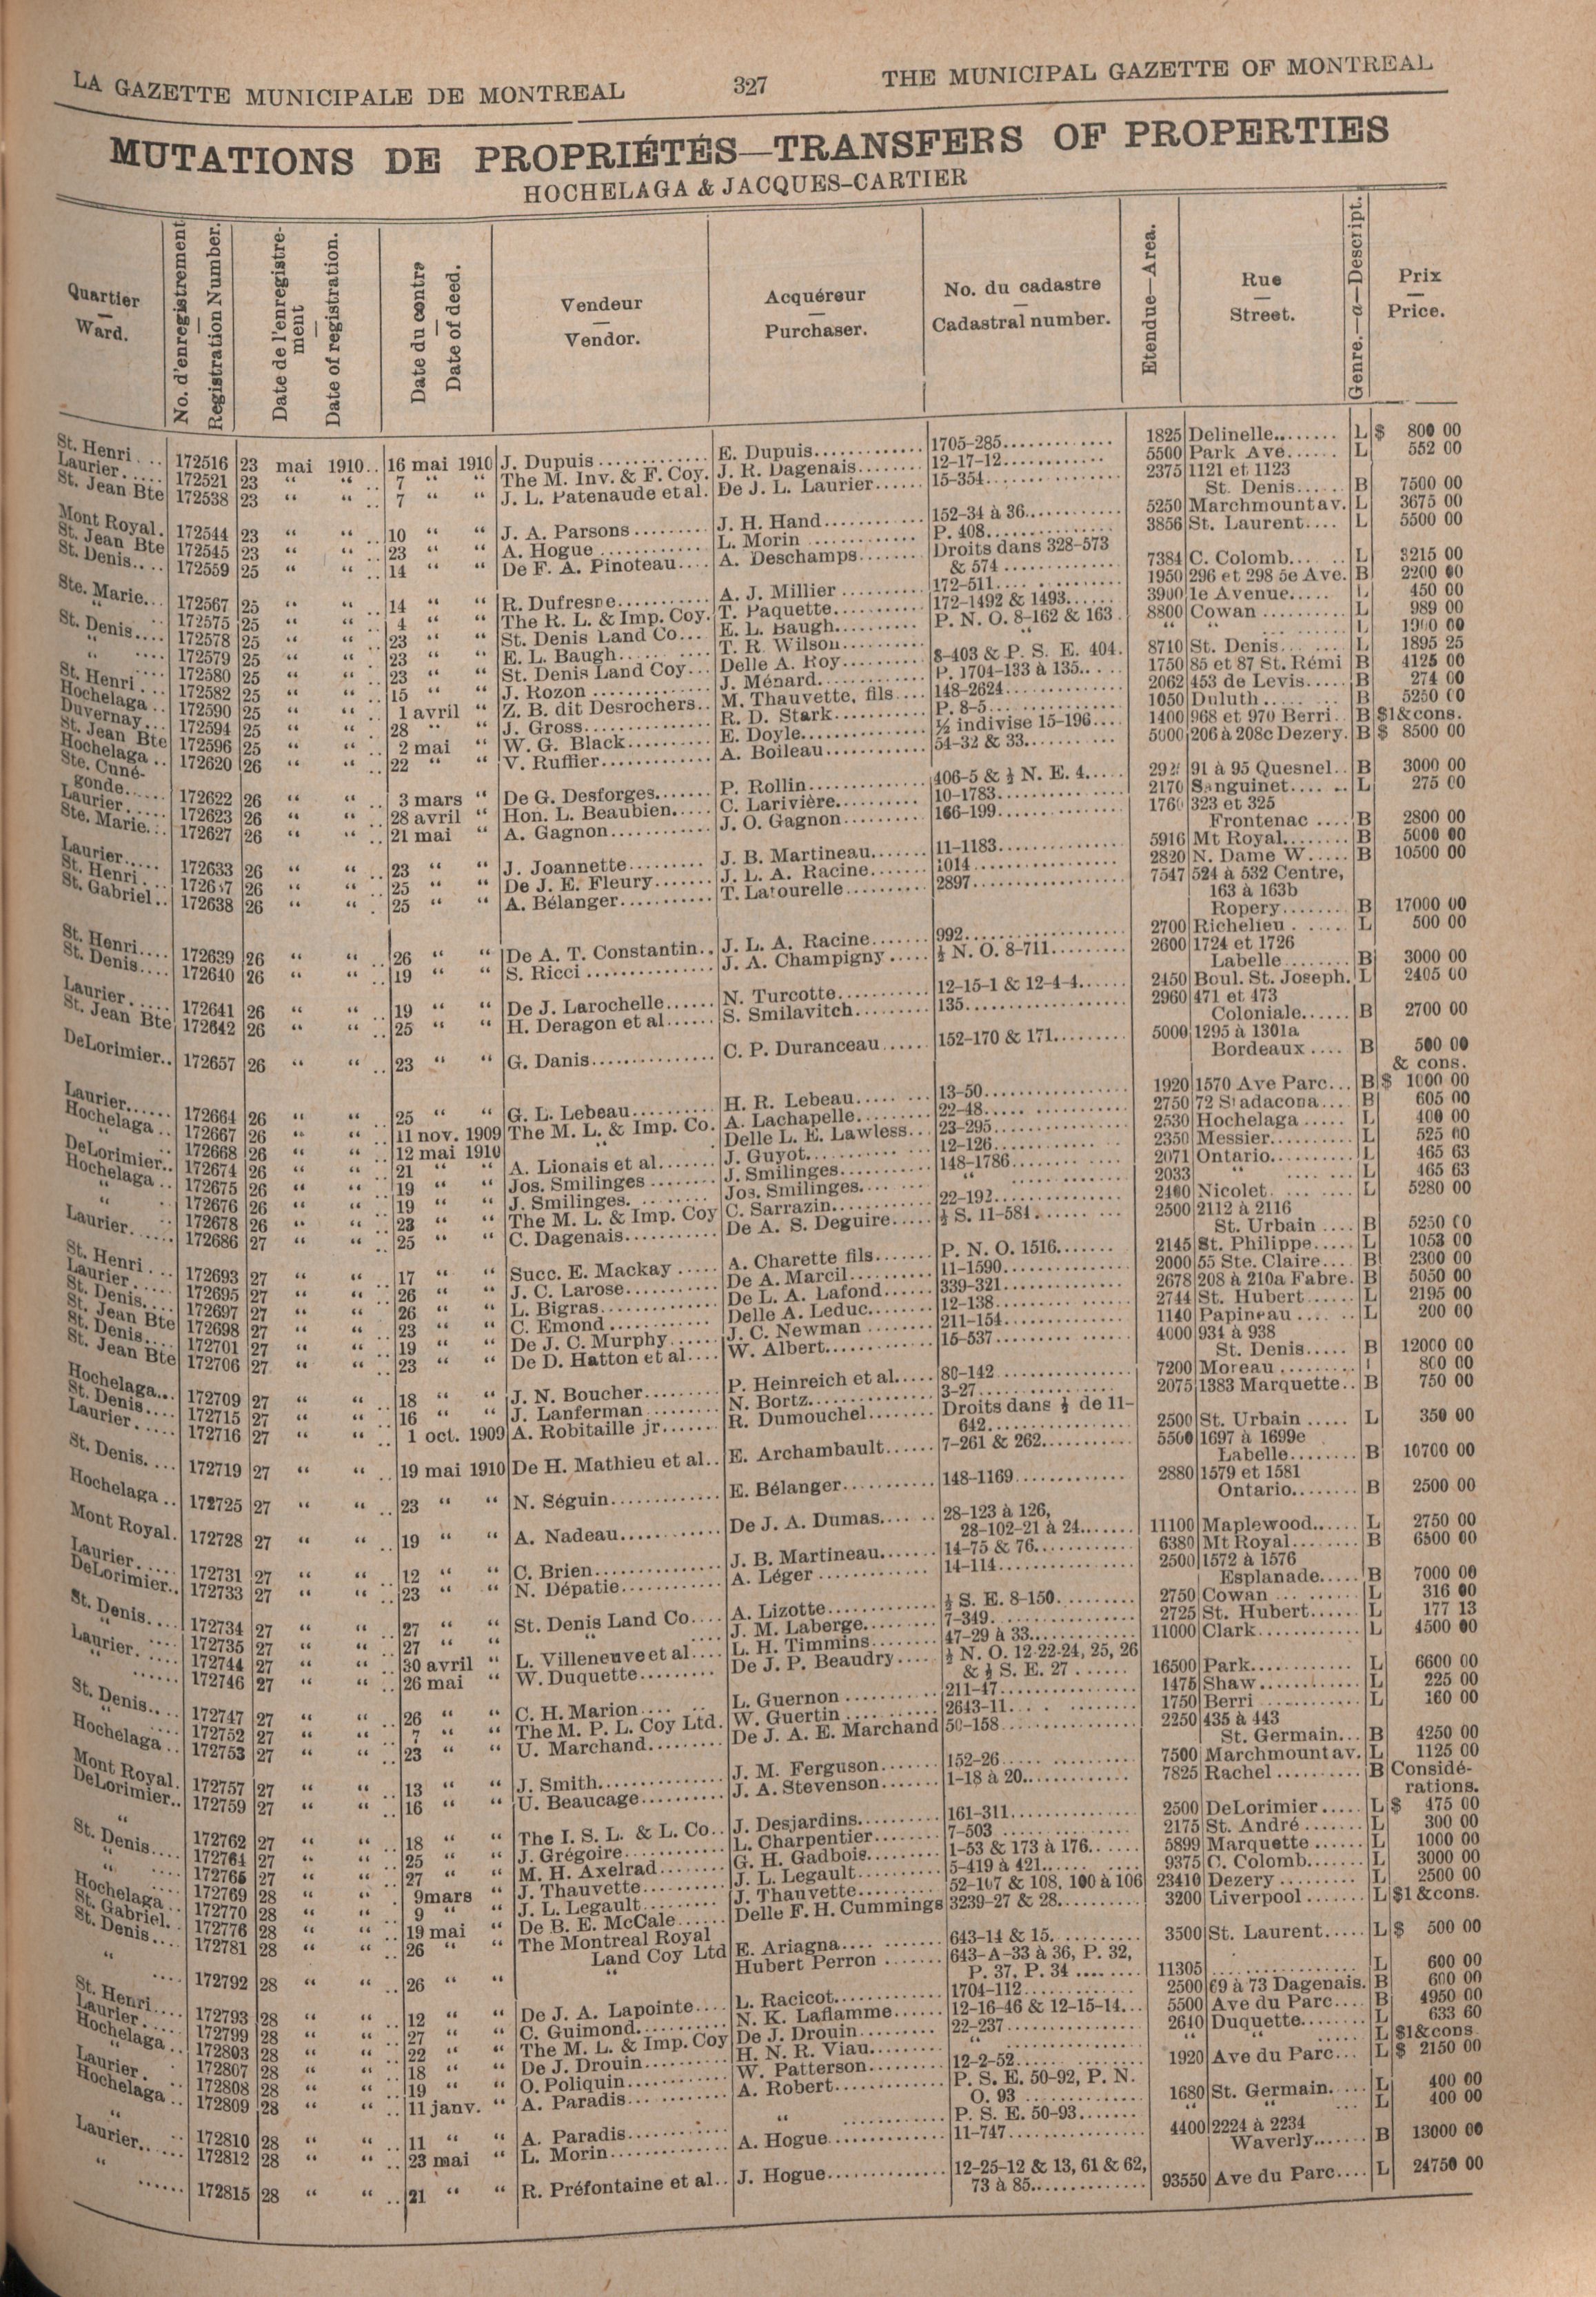 LA GAZETTE MUNICIPALE DE MONTREAL 327 THE MUNICIPAL GAZETTE OF MONTREAL
MUTATIONS DE PROPRIÉTÉS—TRANSFERS OF PROPERTIES
HOCHELAGA & JACQUES-CARTIER
Quartier — Ward.
No. d'enregistrement — Registration Number.
Date de l'enregistrement — Date of registration.
Date du contra — Date of deed.
Vendeur — Vendor.
Acquéreur — Purchaser.
No. du cadastre — Cadastral number.
Etendue—Area.
Rue — Street.
Genre.—a—Descript.
Prix — Price.
St. Henri... 172516 23 mai 1910.. 16 mai 1910 J. Dupuis............ E. Dupuis............ 1705-285............ 1825 Delinelle........ L $ 800 00
Laurier..... 172521 23 " " .. 7 " " The M. Inv. & F. Coy. J. R. Dagenais........ 12-17-12............ 5500 Park Ave...... L 552 00
St. Jean Bte 172538 23 " " .. 7 " " J. L. Patenaude et al. De J. L. Laurier...... 15-354............ 2375 1121 et 1123
St. Denis...... B 7500 00
Mont Royal. 172544 23 " " .. 10 " " J. A. Parsons......... J. H. Hand............ 152-34 à 36............ 5250 Marchmount av. L 3675 00
St. Jean Bte 172545 23 " " .. 23 " " A. Hogue............ L. Morin............ P. 408............ 3856 St. Laurent.... L 5500 00
St. Denis.... 172559 25 " " .. 14 " " De F. A. Pinoteau.... A. Deschamps....... Droits dans 328-573
& 574............ 7384 C. Colomb...... L 3215 00
Ste. Marie... 172567 25 " " .. 14 " " R. Dufresne........... A. J. Millier.......... 172-511............ 1950 296 et 298 5e Ave. B 2200 00
" 172575 25 " " .. 4 " " The R. L. & Imp. Coy. T. Paquette.......... 172-1492 & 1493...... 3900 1e Avenue..... L 450 00
St. Denis.... 172578 25 " " .. 23 " " St. Denis Land Co... E. L. Baugh.......... P. N. O. 8-162 & 163. 8800 Cowan.......... L 989 00
" .... 172579 25 " " .. 23 " " E. L. Baugh......... T. R. Wilson.......... " " " ......... L
" .... 172580 25 " " .. 23 " " St. Denis Land Coy... Delle A. Roy.......... 8-403 & P. S. E. 404. 8710 St. Denis....... L 1895 25
St. Henri... 172582 25 " " .. 15 " " J. Rozon............ J. Ménard............ P. 1704-133 à 135..... 1750 85 et 87 St. Rémi B 4125 00
Hochelaga.. 172590 25 " " .. 1 avril " Z. B. dit Desrochers.. M. Thauvette, fils.... 148-2624............ 2062 453 de Levis..... B 274 00
Duvernay... 172594 25 " " .. 28 " " J. Gross............ R. D. Stark.......... P. 8-5............ 1050 Duluth......... B 5250 00
St. Jean Bte 172596 25 " " .. 2 mai " W. G. Black.......... E. Doyle............ ½ indivise 15-196.... 1400 968 et 970 Berri.. B $1&cons.
Hochelaga.. 172620 26 " " .. 22 " " V. Ruffier............ A. Boileau............ 54-32 & 33.......... 5000 206 à 208c Dezery. B $ 8500 00
Ste. Cuné-
gonde..... 172622 26 " " .. 3 mars " De G. Desforges....... P. Rollin............ 406-5 & ½ N. E. 4..... 91 à 95 Quesnel.. B 3000 00
Laurier..... 172623 26 " " .. 28 avril " Hon. L. Beaubien.... C. Larivière.......... 10-1783............ 2170 Sanguinet...... L 275 00
Ste. Marie... 172627 26 " " .. 21 mai " A. Gagnon.......... J. O. Gagnon......... 166-199............ 1760 323 et 325
Frontenac.... B 2800 00
Laurier..... 172633 26 " " .. 23 " " J. Joannette......... J. B. Martineau....... 11-1183............ 5916 Mt Royal........ B 5000 00
St. Henri... 26 " " .. 25 " " De J. E. Fleury....... J. L. A. Racine....... 1014............ 2820 N. Dame W..... B 10500 00
St. Gabriel.. 172638 26 " " . 25 " " A. Bélanger........... T. Latourelle......... 2897............ 7547 524 à 532 Centre,
163 à 163b
Ropery........ B 17000 00
St. Henri.... 172639 26 " " .. 26 " " De A. T. Constantin.. J. L. A. Racine....... 992............ 2700 Richelieu...... L 500 00
St. Denis.... 172640 26 " " .. 19 " " S. Ricci............ J. A. Champigny..... ½ N. O. 8-711......... 2600 1724 et 1726
Labelle........ B 3000 00
Laurier..... 172641 26 " " .. 19 " " De J. Larochelle...... N. Turcotte.......... 12-15-1 & 12-4-4...... 2450 Boul. St. Joseph. L 2405 00
St. Jean Bte 172642 26 " " .. 25 " " H. Deragon et al...... S. Smilavitch......... 135............ 2960 471 et 473
Coloniale...... B 2700 00
DeLorimier.. 172657 26 " " .. 23 " " G. Danis............ C. P. Duranceau..... 152-170 & 171......... 5000 1295 à 1301a
Bordeaux.... B 500 00
& cons.
Laurier...... 172664 26 " " .. 25 " " G. L. Lebeau......... H. R. Lebeau........ 13-50............ 1920 1570 Ave Parc... B $ 1000 00
Hochelaga.. 172667 26 " " .. 11 nov. 1909 The M. L. & Imp. Co. A. Lachapelle......... 22-48............ 2750 72 Stadacona.... B 605 00
" 172668 26 " " .. 12 mai 1910 " Delle L. E. Lawless... 23-295............ 2530 Hochelaga..... L 400 00
DeLorimier.. 172674 26 " " .. 21 " " A. Lionais et al....... J. Guyot............ 12-126............ 2350 Messier.......... L 525 00
Hochelaga.. 172675 26 " " .. 19 " " Jos. Smilinges........ J. Smilinges.......... 148-1786............ 2071 Ontario.......... L 465 63
" . 172676 26 " " .. 19 " " J. Smilinges......... Jos. Smilinges....... " ............ 2033 " ......... L 465 63
" .. 172678 26 " " .. 23 " " The M. L. & Imp. Coy C. Sarrazin.......... 22-192............ 2400 Nicolet......... L 5280 00
Laurier..... 172686 27 " " .. 25 " " C. Dagenais.......... De A. S. Deguire..... ½ S. 11-581......... 2500 2112 à 2116
St. Urbain.... B 5250 00
St. Henri... 172693 27 " " .. 17 " " Succ. E. Mackay..... A. Charette fils....... P. N. O. 1516....... 2145 St. Philippe..... L 1053 00
Laurier.... 172695 27 " " .. 26 " " J. C. Larose.......... De A. Marcil.......... 11-1590............ 2000 55 Ste. Claire.... B 2300 00
St. Denis.... 172697 27 " " .. 26 " " L. Bigras............ De L. A. Lafond...... 339-321............ 2678 208 à 210a Fabre. B 5050 00
St. Jean Bte 172698 27 " " .. 23 " " C. Emond............ Delle A. Leduc........ 12-138............ 2744 St. Hubert...... L 2195 00
St. Denis... 172701 27 " " .. 19 " " De J. C. Murphy...... J. C. Newman........ 211-154............ 1140 Papineau....... L 200 00
St. Jean Bte 172706 27 " " .. 23 " " De D. Hatton et al.... W. Albert............ 15-537............ 4000 934 à 938
St. Denis..... B 12000 00
Hochelaga... 172709 27 " " .. 18 " " J. N. Boucher......... P. Heinreich et al..... 80-142............ 7200 Moreau......... 800 00
St. Denis.... 172715 27 " " .. 16 " " J. Lanferman......... N. Bortz............ 3-27............ 2075 1383 Marquette.. B 750 00
Laurier..... 172716 27 " " .. 1 oct. 1909 A. Robitaille jr....... R. Dumouchel........ Droits dans ½ de 11-
642............ 2500 St. Urbain..... L 350 00
St. Denis.... 172719 27 " " .. 19 mai 1910 De H. Mathieu et al.. E. Archambault...... 7-261 & 262.......... 5500 1697 à 1699e
Labelle........ B 10700 00
Hochelaga.. 172725 27 " " .. 23 " " N. Séguin............ E. Bélanger.......... 148-1169............ 2880 1579 et 1581
Ontario........ B 2500 00
Mont Royal. 172728 27 " " .. 19 " " A. Nadeau.......... De J. A. Dumas...... 28-123 à 126,
28-102-21 à 24....... 11100 Maplewood...... L 2750 00
Laurier.... 172731 27 " " .. 12 " " C. Brien............ J. B. Martineau....... 14-75 & 76.......... 6380 Mt Royal........ B 6500 00
DeLorimier.. 172733 27 " " .. 23 " " N. Dépatie........... A. Léger............ 14-114............ 2500 1572 à 1576
Esplanade..... B 7000 00
St. Denis.... 172734 27 " " .. 27 " " St. Denis Land Co.... A. Lizotte............ ½ S. E. 8-150......... 2750 Cowan......... L 316 00
" .... 172735 27 " " .. 27 " " " .... J. M. Laberge........ 7-349............ 2725 St. Hubert...... L 177 13
Laurier..... 172744 27 " " .. 30 avril " L. Villeneuve et al.... L. H. Timmins........ 47-29 à 33............ 11000 Clark............ L 4500 00
" ...... 172746 27 " " .. 26 mai " W. Duquette......... De J. P. Beaudry..... ½ N. O. 12-22-24, 25, 26
& ½ S. E. 27...... 16500 Park............ L 6600 00
St. Denis.... 172747 27 " " .. 26 " " C. H. Marion......... L. Guernon.......... 211-47............ 1475 Shaw............ L 225 00
" .... 172752 27 " " .. 7 " " The M. P. L. Coy Ltd. W. Guertin.......... 2643-11............ 1750 Berri........... L 160 00
Hochelaga.. 172753 27 " " .. 23 " " U. Marchand......... De J. A. E. Marchand 50-158............ 2250 435 à 443
St. Germain... B 4250 00
Mont Royal. 172757 27 " " .. 13 " " J. Smith............ J. M. Ferguson....... 152-26............ 7500 Marchmount av. L 1125 00
DeLorimier.. 172759 27 " " .. 16 " " U. Beaucage.......... J. A. Stevenson....... 1-18 à 20............ 7825 Rachel.......... B Considé-
rations.
" 172762 27 " " .. 18 " " The I. S. L. & L. Co.. J. Desjardins......... 161-311............ 2500 DeLorimier..... L $ 475 00
St. Denis.... 172764 27 " " .. 25 " " J. Grégoire.......... L. Charpentier........ 7-503............ 2175 St. André....... L 300 00
" .... 172766 27 " " .. 27 " " M. H. Axelrad........ G. H. Gadbois......... 1-53 & 173 à 176...... 5899 Marquette...... L 1000 00
" .... 172769 28 " " . 9mars " J. Thauvette.......... J. L. Legault......... 5-419 à 421......... 9375 C. Colomb....... L 3000 00
Hochelaga.. 172770 28 " " .. 9 " " J. L. Legault......... J. Thauvette......... 52-107 & 108, 100 à 106 23410 Dezery......... L 2500 00
St. Gabriel. 172776 28 " " .. 19 mai " De B. E. McCale...... Delle F. H. Cummings 3239-27 & 28.......... 3200 Liverpool....... L $1&cons.
St. Denis.... 172781 28 " " .. 26 " " The Montreal Royal
Land Coy Ltd E. Ariagna.......... 643-14 & 15.......... 3500 St. Laurent..... L $ 500 00
" .... 172792 28 " " .. 26 " " " Hubert Perron....... 643-A-33 à 36, P. 32,
P. 37, P. 34........ 11305 ............ L 600 00
St. Henri.... 172793 28 " " .. 12 " " De J. A. Lapointe.... L. Racicot............ 1704-112............ 2500 69 à 73 Dagenais. B 600 00
Laurier.... 172799 28 " " .. 27 " " C. Guimond.......... N. K. Laflamme...... 12-16-46 & 12-15-14... 5500 Ave du Parc.... B 4950 00
Hochelaga.. 172803 28 " " .. 22 " " The M. L. & Imp. Coy De J. Drouin......... 22-237............ 2640 Duquette........ L 633 60
" . 172807 28 " " .. 18 " " De J. Drouin.......... H. N. R. Viau........ " ............ " " ..... L $1&cons
Laurier. . 172808 28 " " .. 19 " " O. Poliquin........... W. Patterson......... 12-2-52............ 1920 Ave du Parc... L $ 2150 00
Hochelaga.. 172809 28 " " .. 11 janv. " A. Paradis............ A. Robert............ P. S. E. 50-92, P. N.
O. 93............ 1680 St. Germain..... L 400 00
" .. 172810 28 " " .. 11 " " A. Paradis............ " ............ P. S. E. 50-93....... " " ... L 400 00
Laurier..... 172812 28 " " .. 23 mai " L. Morin............ A. Hogue............ 11-747............ 4400 2224 à 2234
Waverly....... B 13000 00
" ...... 172815 28 " " .. 21 " " R. Préfontaine et al.. J. Hogue............ 12-25-12 & 13, 61 & 62,
73 à 85............ 93550 Ave du Parc.... L 24750 00